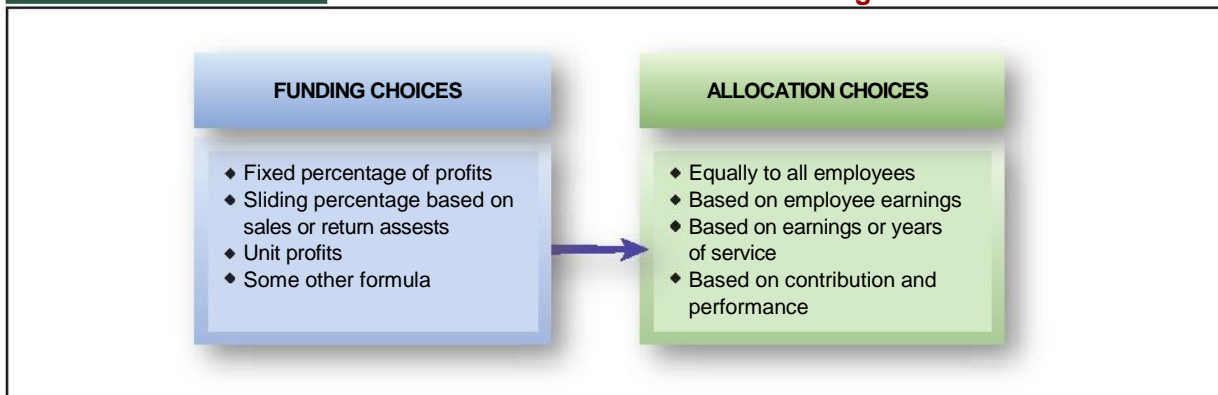 FUNDING CHOICES
◆ Fixed percentage of profits
◆ Sliding percentage based on
sales or return assests
◆ Unit profits
◆ Some other formula
ALLOCATION CHOICES
◆ Equally to all employees
◆ Based on employee earnings
◆ Based on earnings or years
of service
◆ Based on contribution and
performance